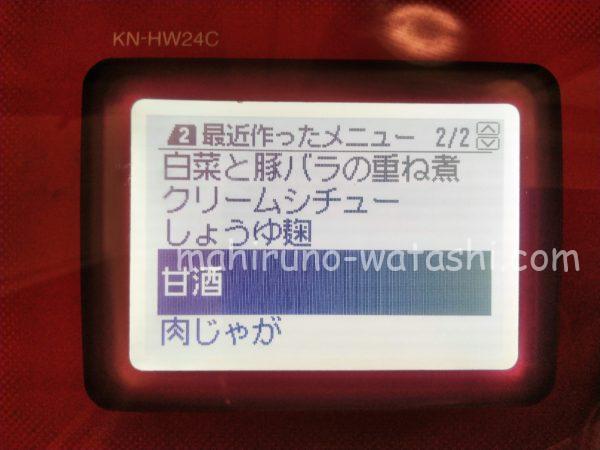 KN-HW24C
2 最近作ったメニュー 2/2
白菜と豚バラの重ね煮
クリームシチュー
しょうゆ麹
mahiruno-watashi.com
甘酒
肉じゃが